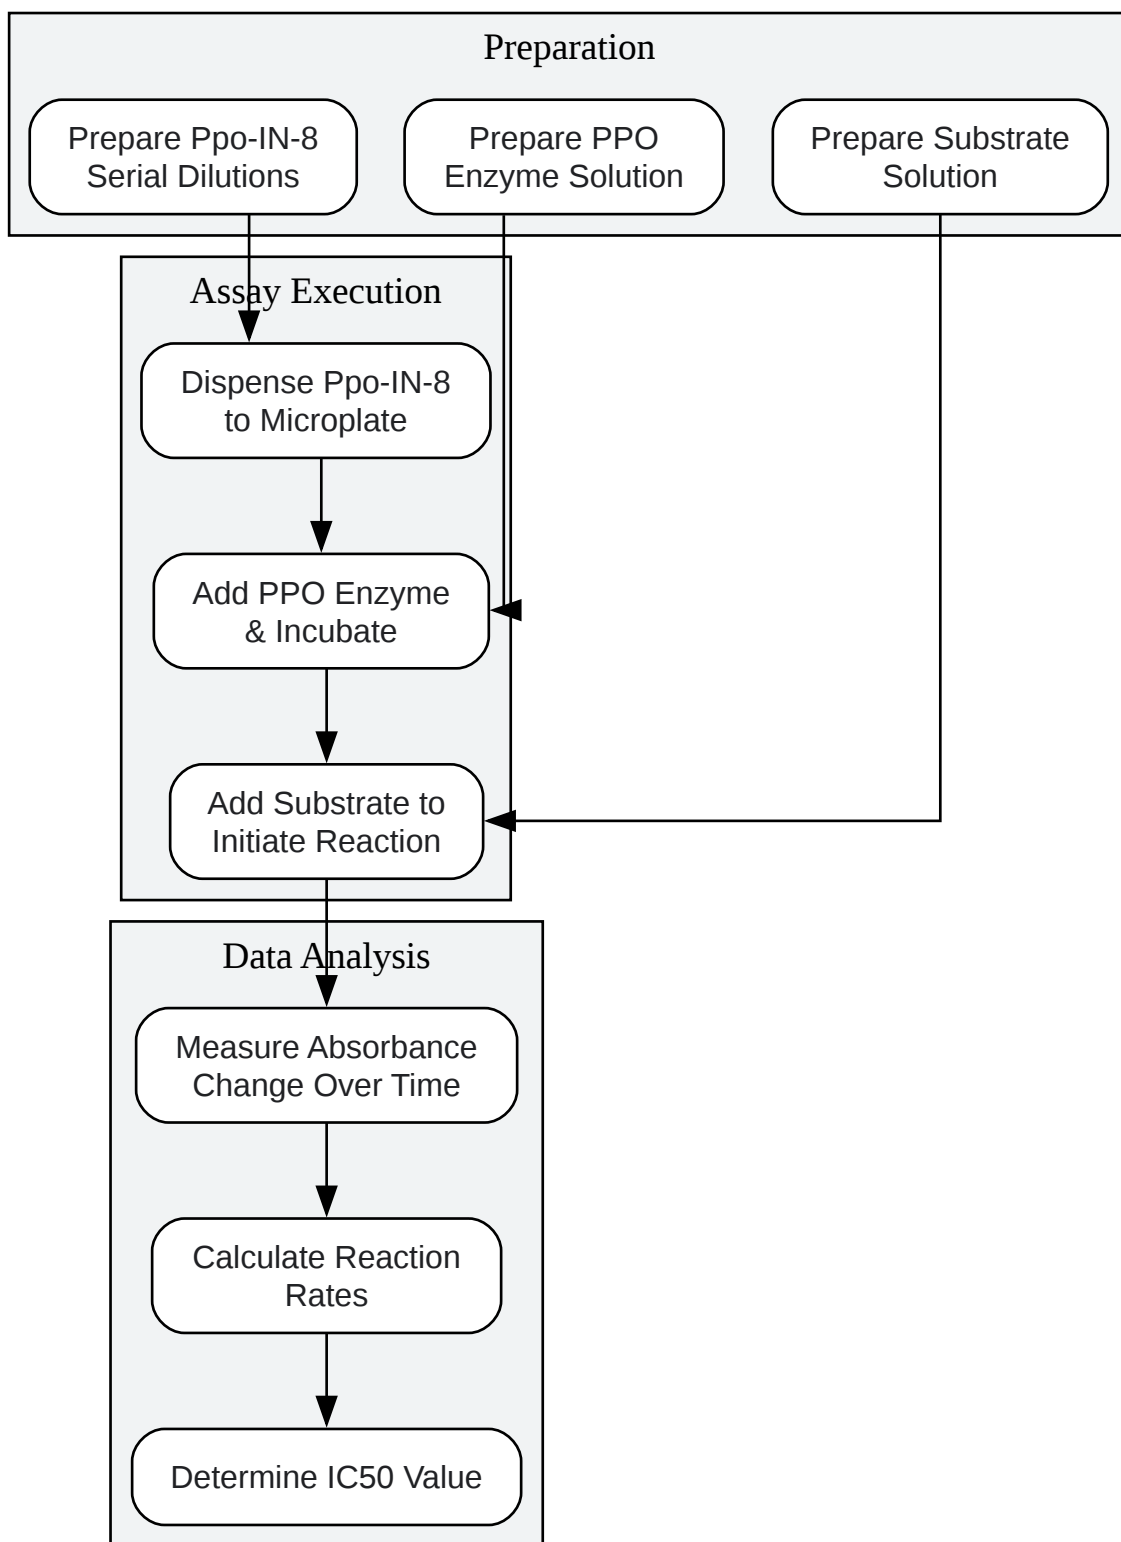 Preparation
Prepare Ppo-IN-8
Serial Dilutions
Prepare PPO
Enzyme Solution
Prepare Substrate
Solution
Assay Execution
Dispense Ppo-IN-8
to Microplate
Add PPO Enzyme
& Incubate
Add Substrate to
Initiate Reaction
Data Analysis
Measure Absorbance
Change Over Time
Calculate Reaction
Rates
Determine IC50 Value